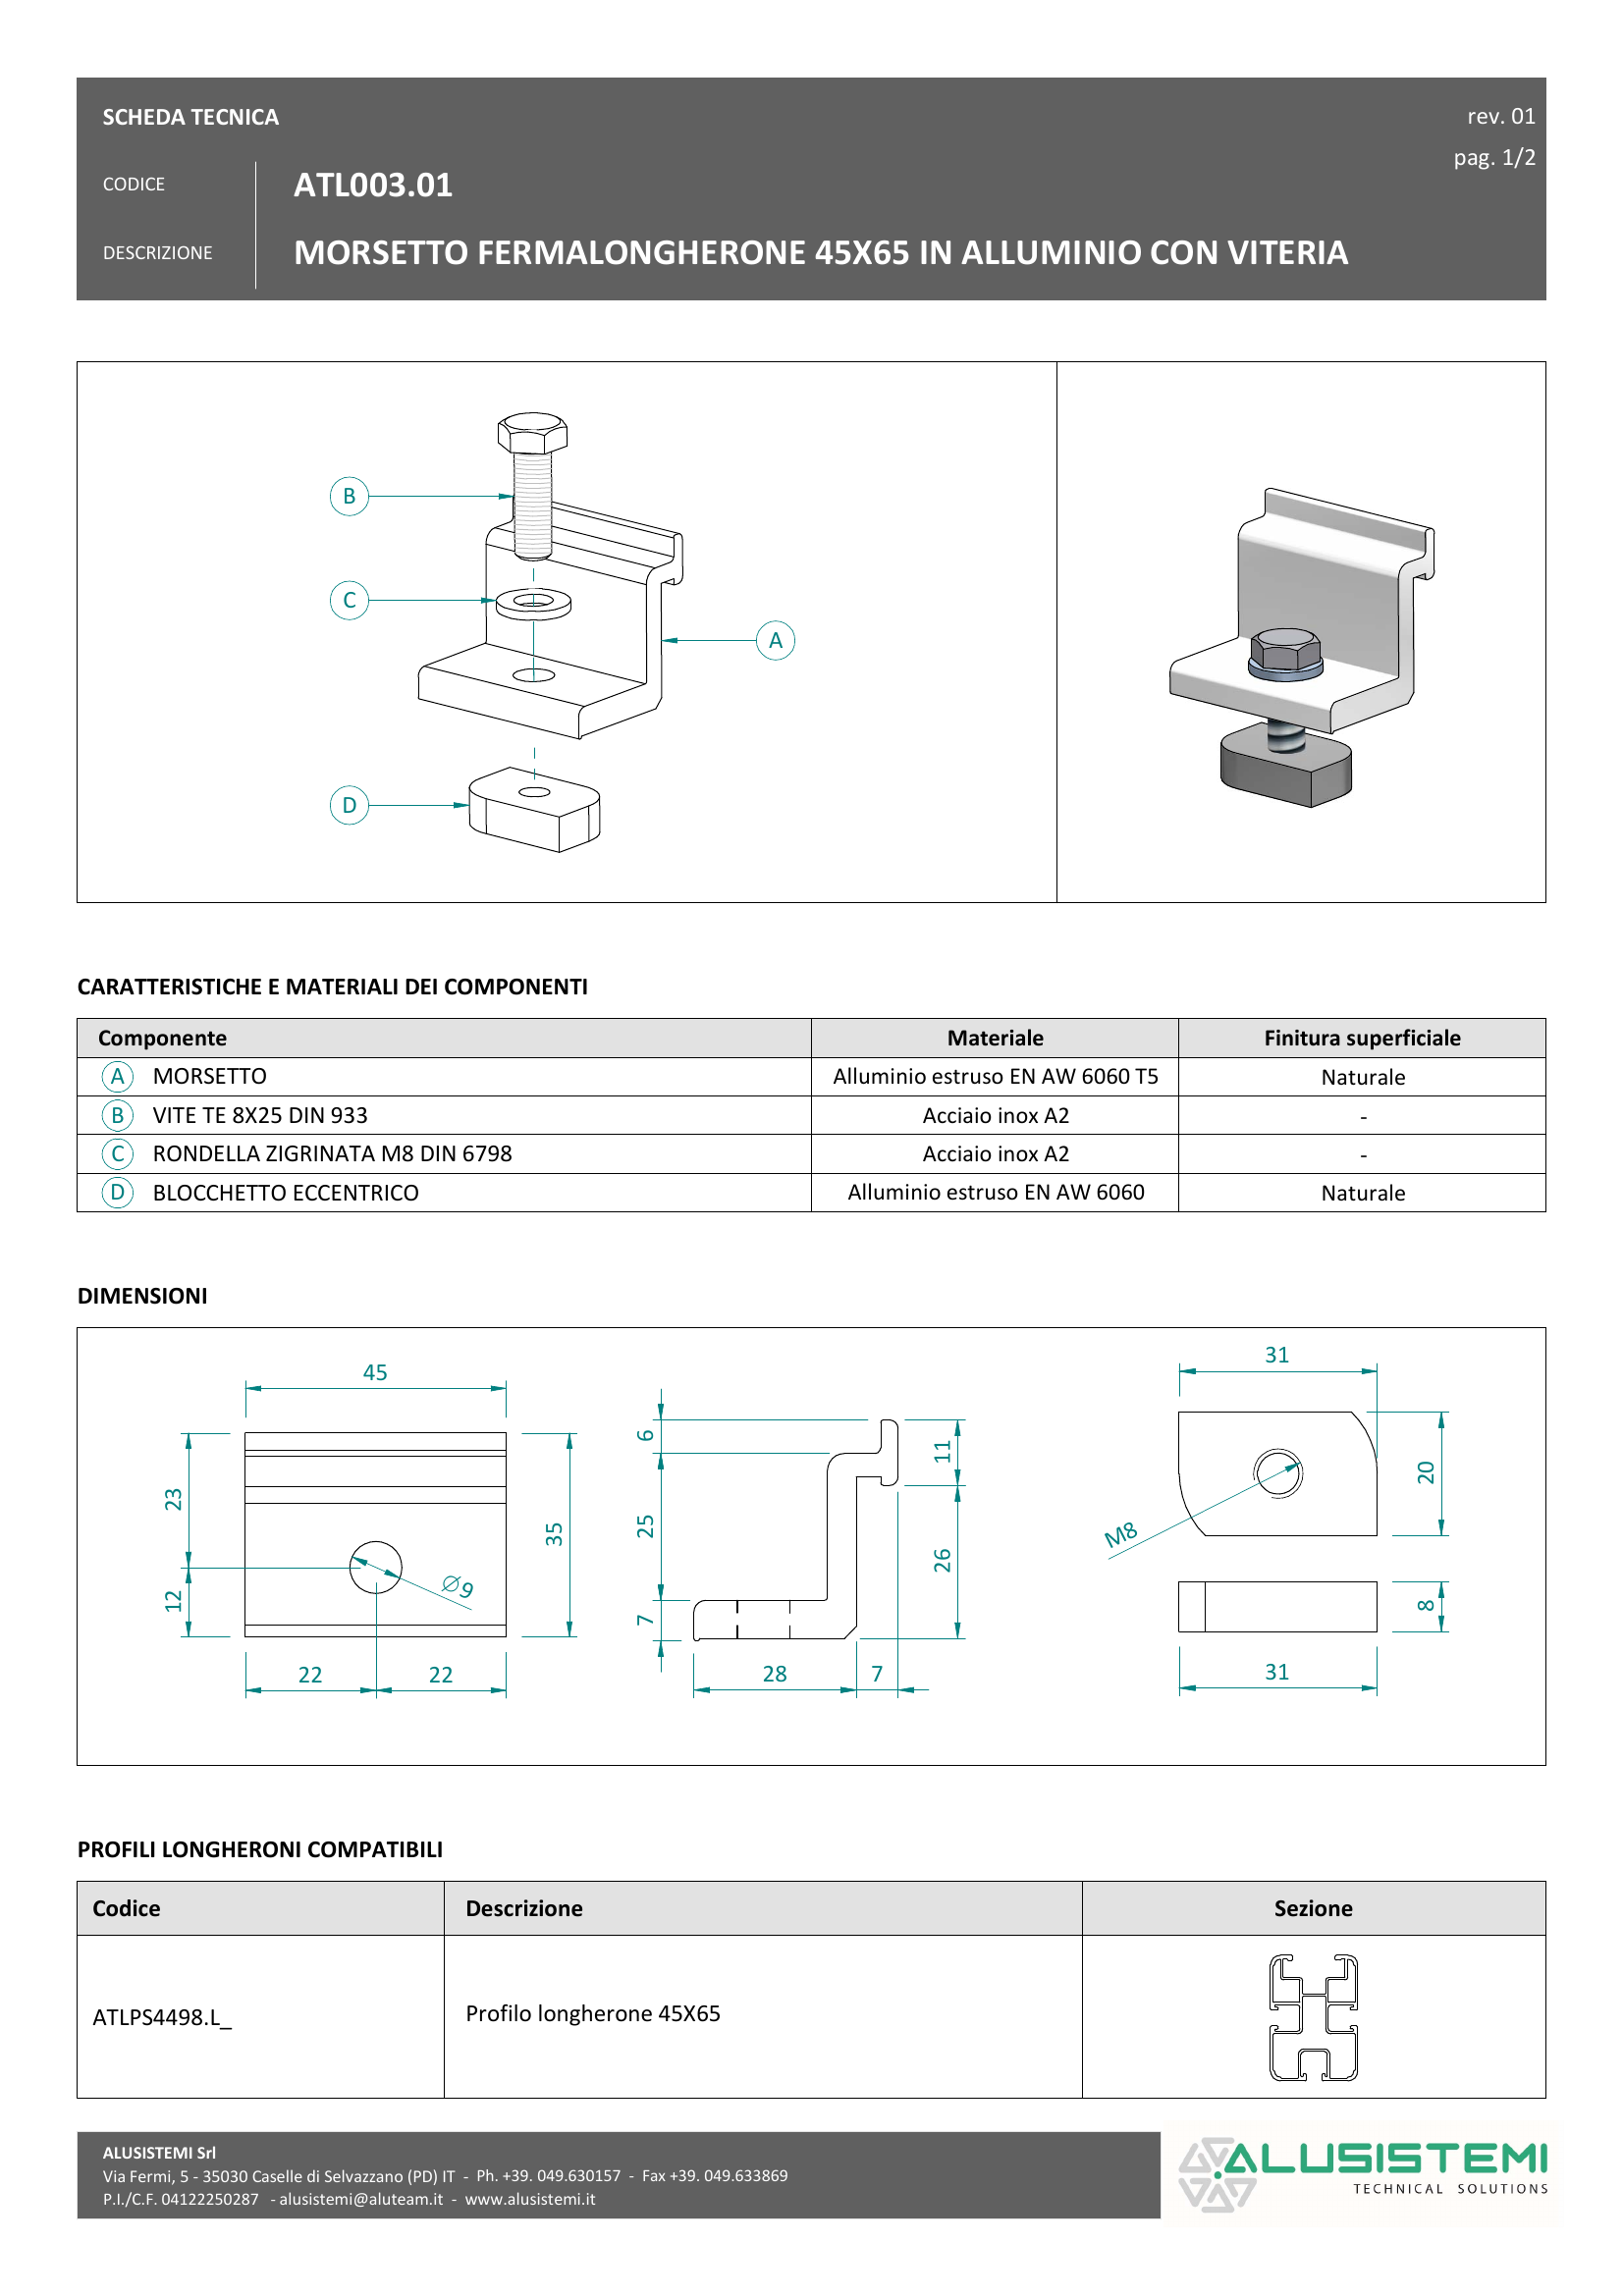 SCHEDA TECNICA
rev. 01
pag. 1/2
CODICE
ATL003.01
DESCRIZIONE
MORSETTO FERMALONGHERONE 45X65 IN ALLUMINIO CON VITERIA
B
C
A
D
CARATTERISTICHE E MATERIALI DEI COMPONENTI
Componente Materiale Finitura superficiale
A MORSETTO Alluminio estruso EN AW 6060 T5 Naturale
B VITE TE 8X25 DIN 933 Acciaio inox A2 -
C RONDELLA ZIGRINATA M8 DIN 6798 Acciaio inox A2 -
D BLOCCHETTO ECCENTRICO Alluminio estruso EN AW 6060 Naturale
DIMENSIONI
45
23
12
35
Ø9
22 22
6
25
7
11
26
28 7
31
20
M8
8
31
PROFILI LONGHERONI COMPATIBILI
Codice Descrizione Sezione
ATLPS4498.L_ Profilo longherone 45X65
ALUSISTEMI Srl
Via Fermi, 5 - 35030 Caselle di Selvazzano (PD) IT - Ph. +39. 049.630157 - Fax +39. 049.633869
P.I./C.F. 04122250287 - alusistemi@aluteam.it - www.alusistemi.it
ALUSISTEMI
TECHNICAL SOLUTIONS